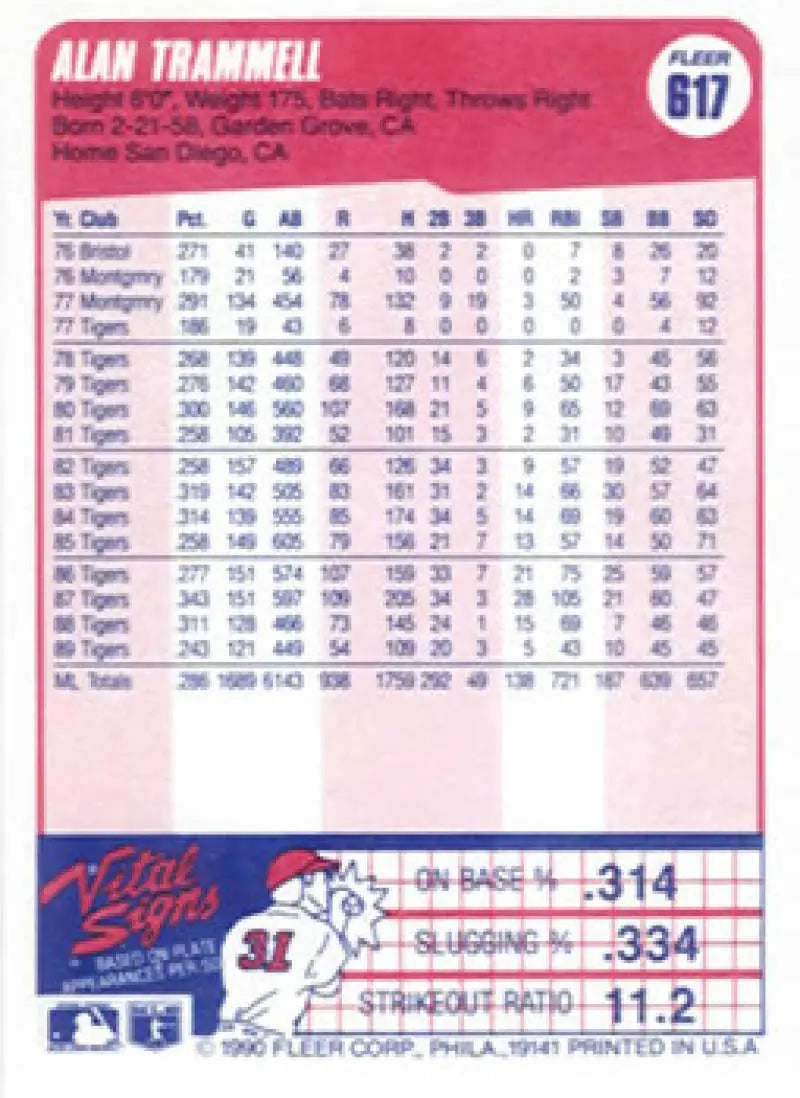 ALAN TRAMMELL
FLEER
617
Height 6'0", Weight 175, Bats Right, Throws Right
Born 2-21-58, Garden Grove, CA
Home San Diego, CA
Yr. Club Pct. G AB R H 2B 3B HR RBI SB BB SO
76 Bristol .271 41 140 27 38 2 2 0 7 8 26 20
76 Montgmry .179 21 56 4 10 0 0 0 2 3 7 12
77 Montgmry .291 134 454 78 132 9 19 3 50 4 56 92
77 Tigers .186 19 43 6 8 0 0 0 0 0 4 12
78 Tigers .268 139 448 49 120 14 6 2 34 3 45 56
79 Tigers .276 142 460 68 127 11 4 6 50 17 43 55
80 Tigers .300 146 560 107 168 21 5 9 65 12 69 63
81 Tigers .258 105 392 52 101 15 3 2 31 10 49 31
82 Tigers .258 157 489 66 126 34 3 9 57 19 52 47
83 Tigers .319 142 505 83 161 31 2 14 66 30 57 64
84 Tigers .314 139 555 85 174 34 5 14 69 19 60 63
85 Tigers .258 149 605 79 156 21 7 13 57 14 50 71
86 Tigers .277 151 574 107 159 33 7 21 75 25 59 57
87 Tigers .343 151 597 109 205 34 3 28 105 21 60 47
88 Tigers .311 128 466 73 145 24 1 15 69 7 46 46
89 Tigers .243 121 449 54 109 20 3 5 43 10 45 45
ML Totals .286 1689 6143 938 1759 292 49 138 721 187 639 657
Vital
Signs
* BASED ON PLATE
APPEARANCES PER SO
31
ON BASE % .314
SLUGGING % .334
STRIKEOUT RATIO 11.2
© 1990 FLEER CORP., PHILA., 19141 PRINTED IN U.S.A